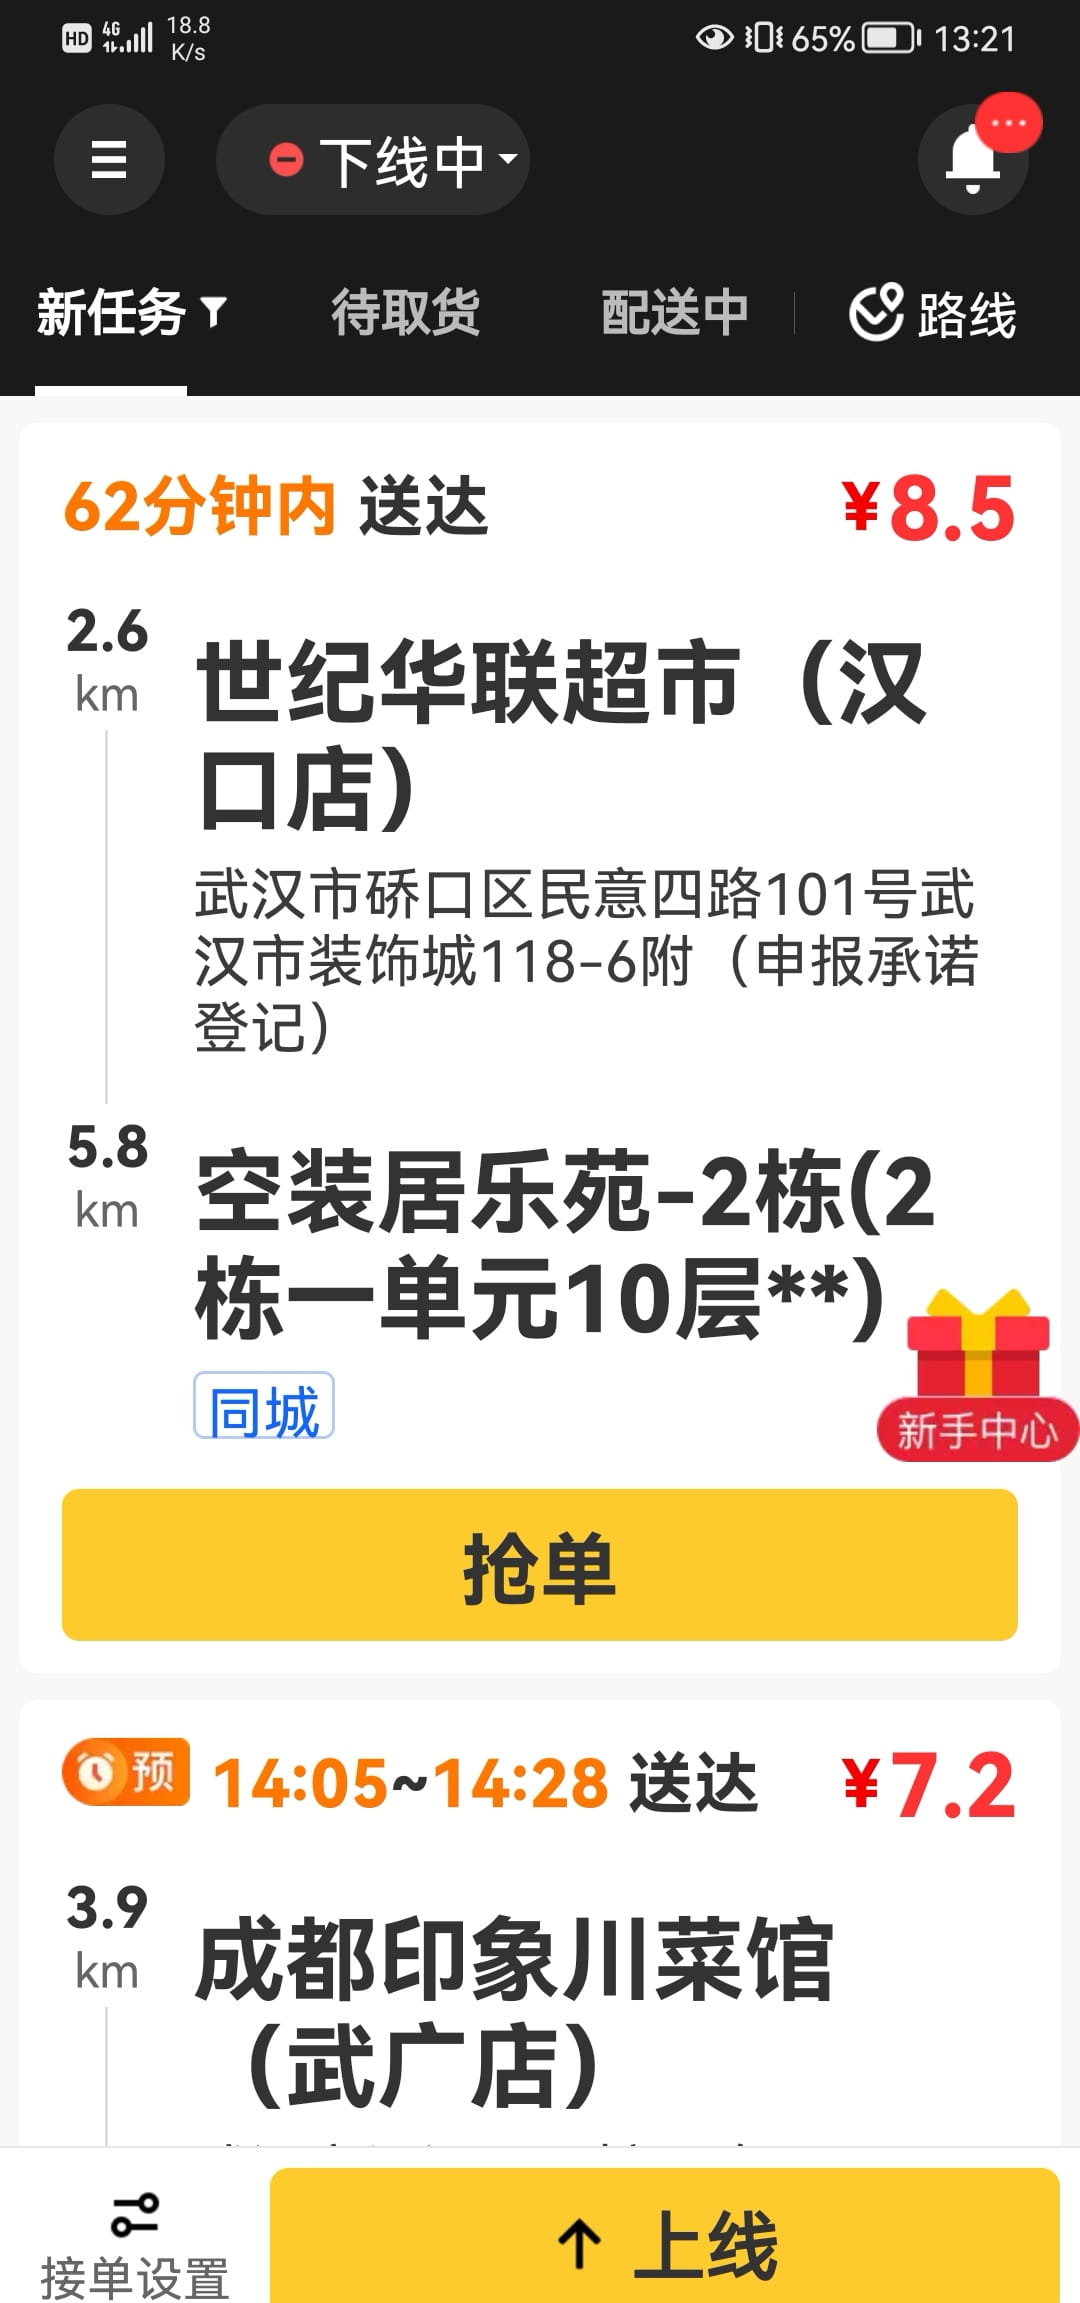 HD 4G 18.8 K/s 65% 13:21
下线中
新任务 待取货 配送中 路线
62分钟内 送达 ¥8.5
2.6 km
世纪华联超市（汉
口店）
武汉市硚口区民意四路101号武
汉市装饰城118-6附（申报承诺
登记）
5.8 km
空装居乐苑-2栋(2
栋一单元10层**)
同城
新手中心
抢单
预 14:05~14:28 送达 ¥7.2
3.9 km
成都印象川菜馆
（武广店）
接单设置
上线